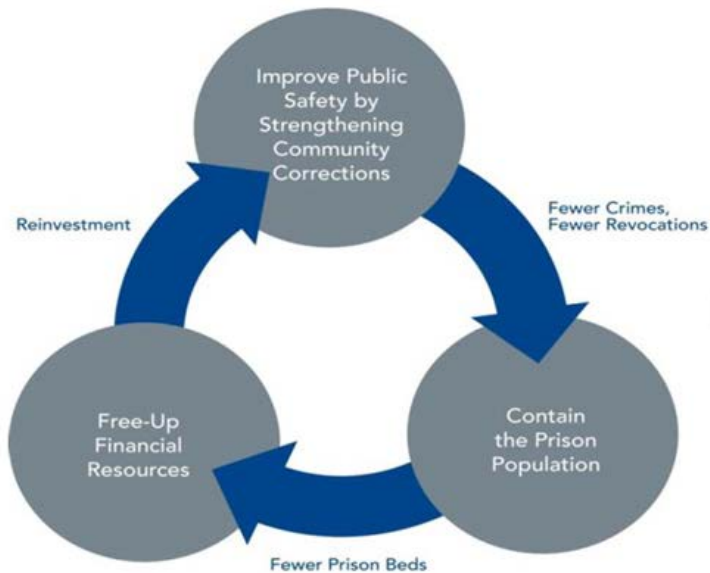 Improve Public
Safety by
Strengthening
Community
Corrections
Reinvestment
Fewer Crimes,
Fewer Revocations
Free-Up
Financial
Resources
Contain
the Prison
Population
Fewer Prison Beds